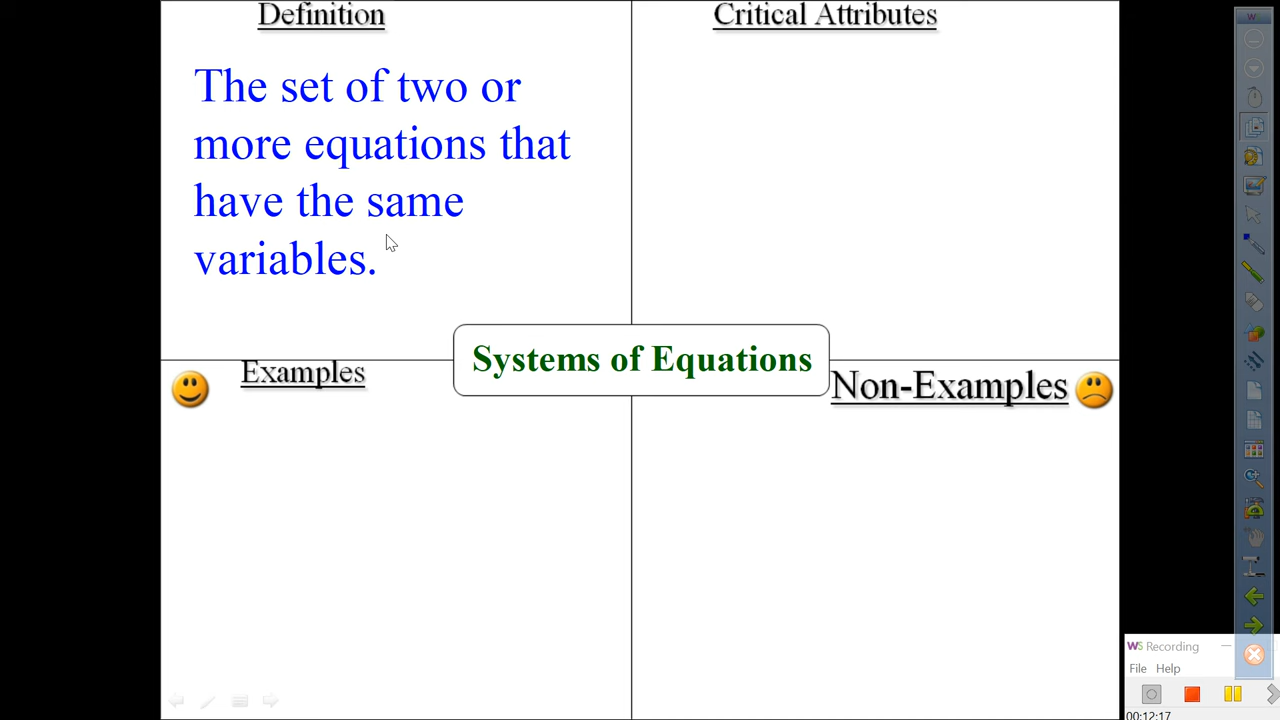 Definition
Critical Attributes
The set of two or
more equations that
have the same
variables.
Systems of Equations
Examples
Non-Examples
W
WS Recording
File Help
00:12:17